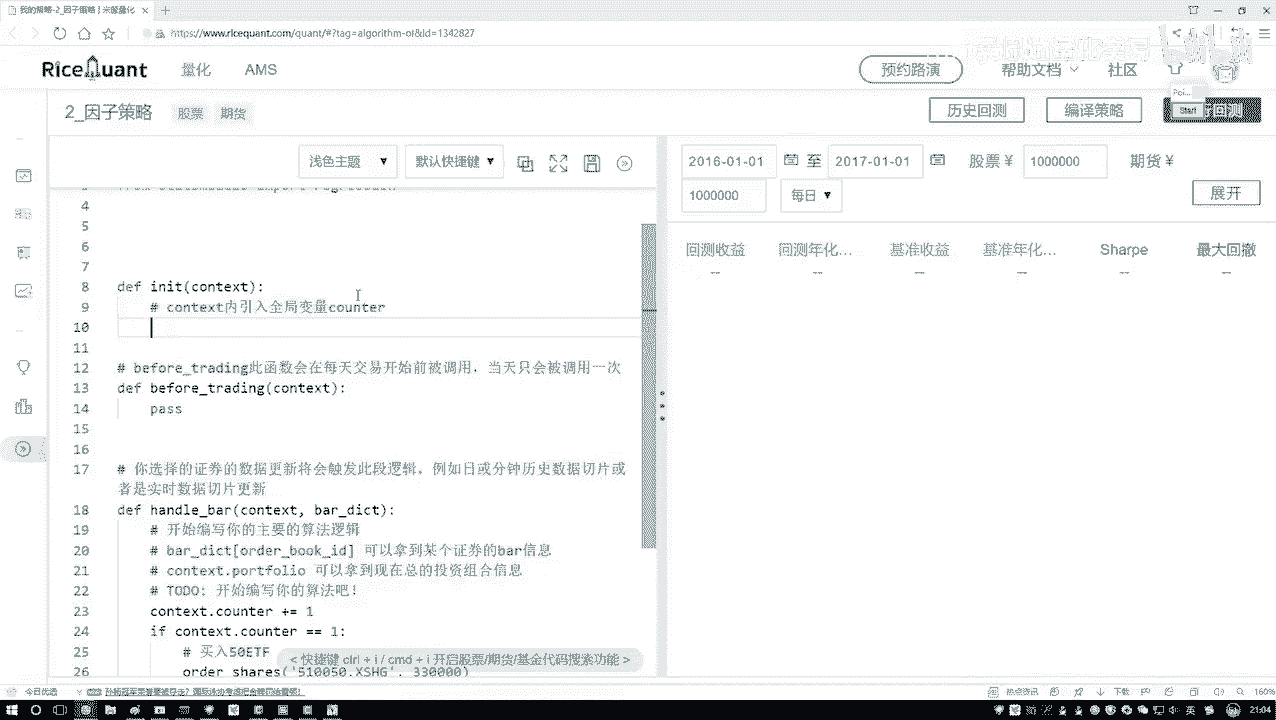 我的策略-2_因子策略 | 米筐量化
https://www.ricequant.com/quant/#?tag=algorithm-of&id=1342827
RiceQuant
量化
AMS
预约路演
帮助文档
社区
2_因子策略
股票
期货
历史回测
编译策略
Poi...
Start
浅色主题
默认快捷键
2016-01-01
至
2017-01-01
股票 ¥
1000000
期货 ¥
1000000
每日
展开
回测收益
回测年化...
基准收益
基准年化...
Sharpe
最大回撤
--
--
--
--
--
--
4
5
6
7
8 def init(context):
9 # context内引入全局变量counter
10
11
12 # before_trading此函数会在每天交易开始前被调用，当天只会被调用一次
13 def before_trading(context):
14 pass
15
16
17 # 你选择的证券的数据更新将会触发此段逻辑，例如日或分钟历史数据切片或
者是实时数据切片更新
18 def handle_bar(context, bar_dict):
19 # 开始编写你的主要的算法逻辑
20 # bar_dict[order_book_id] 可以拿到某个证券的bar信息
21 # context.portfolio 可以拿到现在总的投资组合信息
22 # TODO: 开始编写你的算法吧！
23 context.counter += 1
24 if context.counter == 1:
25 # 买入50ETF
26 order_shares('510050.XSHG', 330000)
< 快捷键 ctrl + i / cmd + i 开启股票/期货/基金代码搜索功能 >
今日优选
热点资讯
下载
160%
英
21:04